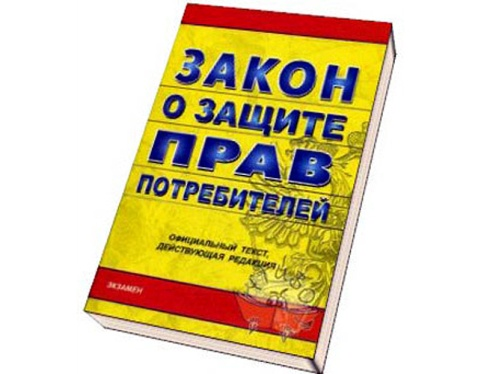 ЗАКОН
О ЗАЩИТЕ
ПРАВ
ПОТРЕБИТЕЛЕЙ
ОФИЦИАЛЬНЫЙ ТЕКСТ,
ДЕЙСТВУЮЩАЯ РЕДАКЦИЯ
ЭКЗАМЕН